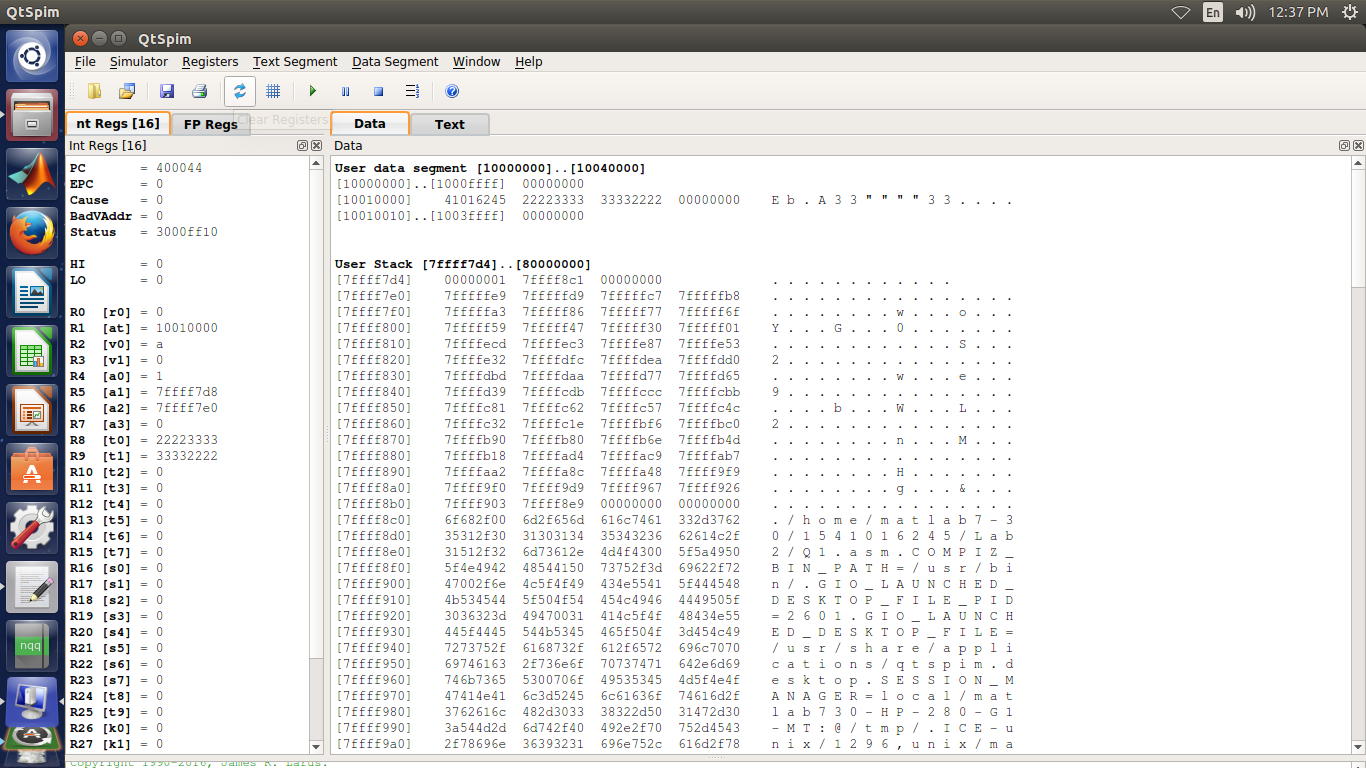 QtSpim
En
12:37 PM
QtSpim
File Simulator Registers Text Segment Data Segment Window Help
nt Regs [16] FP Regs Clear Registers Data Text
Int Regs [16]
PC = 400044
EPC = 0
Cause = 0
BadVAddr = 0
Status = 3000ff10
HI = 0
LO = 0
R0 [r0] = 0
R1 [at] = 10010000
R2 [v0] = a
R3 [v1] = 0
R4 [a0] = 1
R5 [a1] = 7ffff7d8
R6 [a2] = 7ffff7e0
R7 [a3] = 0
R8 [t0] = 22223333
R9 [t1] = 33332222
R10 [t2] = 0
R11 [t3] = 0
R12 [t4] = 0
R13 [t5] = 0
R14 [t6] = 0
R15 [t7] = 0
R16 [s0] = 0
R17 [s1] = 0
R18 [s2] = 0
R19 [s3] = 0
R20 [s4] = 0
R21 [s5] = 0
R22 [s6] = 0
R23 [s7] = 0
R24 [t8] = 0
R25 [t9] = 0
R26 [k0] = 0
R27 [k1] = 0
Data
User data segment [10000000]..[10040000]
[10000000]..[1000ffff] 00000000
[10010000] 41016245 22223333 33332222 00000000 E b . A 3 3 " " " " 3 3 . . . .
[10010010]..[1003ffff] 00000000
User Stack [7ffff7d4]..[80000000]
[7ffff7d4] 00000001 7ffff8c1 00000000 . . . . . . . . . . . .
[7ffff7e0] 7fffffe9 7fffffd9 7fffffc7 7fffffb8 . . . . . . . . . . . . . . . .
[7ffff7f0] 7fffffa3 7fffff86 7fffff77 7fffff6f . . . . . . . . w . . . o . . .
[7ffff800] 7fffff59 7fffff47 7fffff30 7fffff01 Y . . . G . . . 0 . . . . . . .
[7ffff810] 7ffffecd 7ffffec3 7ffffe87 7ffffe53 . . . . . . . . . . . . S . . .
[7ffff820] 7ffffe32 7ffffdfc 7ffffdea 7ffffdd0 2 . . . . . . . . . . . . . . .
[7ffff830] 7ffffdbd 7ffffdaa 7ffffd77 7ffffd65 . . . . . . . . w . . . e . . .
[7ffff840] 7ffffd39 7ffffcdb 7ffffccc 7ffffcbb 9 . . . . . . . . . . . . . . .
[7ffff850] 7ffffc81 7ffffc62 7ffffc57 7ffffc4c . . . . b . . . W . . . L . . .
[7ffff860] 7ffffc32 7ffffc1e 7ffffbf6 7ffffbc0 2 . . . . . . . . . . . . . . .
[7ffff870] 7ffffb90 7ffffb80 7ffffb6e 7ffffb4d . . . . . . . . n . . . M . . .
[7ffff880] 7ffffb18 7ffffad4 7ffffac9 7ffffab7 . . . . . . . . . . . . . . . .
[7ffff890] 7ffffaa2 7ffffa8c 7ffffa48 7ffff9f9 . . . . . . . . H . . . . . . .
[7ffff8a0] 7ffff9f0 7ffff9d9 7ffff967 7ffff926 . . . . . . . . g . . . & . . .
[7ffff8b0] 7ffff903 7ffff8e9 00000000 00000000 . . . . . . . . . . . . . . . .
[7ffff8c0] 6f682f00 6d2f656d 616c7461 332d3762 . / h o m e / m a t l a b 7 - 3
[7ffff8d0] 35312f30 31303134 35343236 62614c2f 0 / 1 5 4 1 0 1 6 2 4 5 / L a b
[7ffff8e0] 31512f32 6d73612e 4d4f4300 5f5a4950 2 / Q 1 . a s m . C O M P I Z _
[7ffff8f0] 5f4e4942 48544150 73752f3d 69622f72 B I N _ P A T H = / u s r / b i
[7ffff900] 47002f6e 4c5f4f49 434e5541 5f444548 n / . G I O _ L A U N C H E D _
[7ffff910] 4b534544 5f504f54 454c4946 4449505f D E S K T O P _ F I L E _ P I D
[7ffff920] 3036323d 49470031 414c5f4f 48434e55 = 2 6 0 1 . G I O _ L A U N C H
[7ffff930] 445f4445 544b5345 465f504f 3d454c49 E D _ D E S K T O P _ F I L E =
[7ffff940] 7273752f 6168732f 612f6572 696c7070 / u s r / s h a r e / a p p l i
[7ffff950] 69746163 2f736e6f 70737471 642e6d69 c a t i o n s / q t s p i m . d
[7ffff960] 746b7365 5300706f 49535345 4d5f4e4f e s k t o p . S E S S I O N _ M
[7ffff970] 47414e41 6c3d5245 6c61636f 74616d2f A N A G E R = l o c a l / m a t
[7ffff980] 3762616c 482d3033 38322d50 31472d30 l a b 7 3 0 - H P - 2 8 0 - G 1
[7ffff990] 3a544d2d 6d742f40 492e2f70 752d4543 - M T : @ / t m p / . I C E - u
[7ffff9a0] 2f78696e 36393231 696e752c 616d2f78 n i x / 1 2 9 6 , u n i x / m a
Copyright 1990-2016, James R. Larus.
nqq